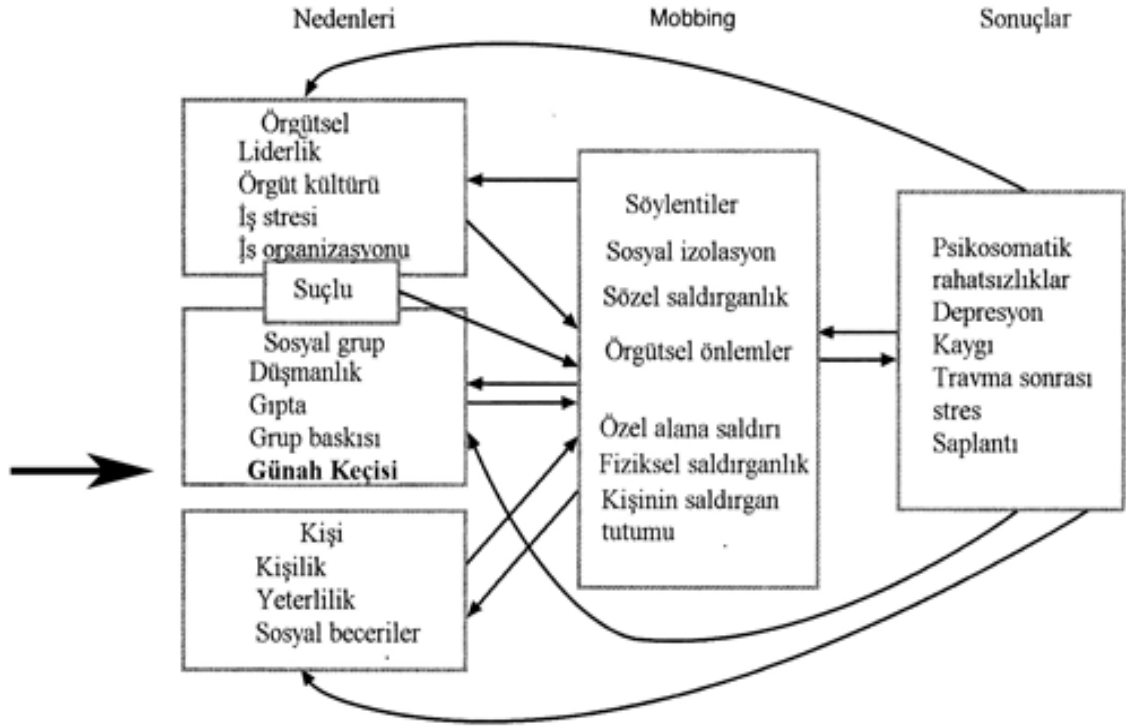 Nedenleri
Mobbing
Sonuçlar
Örgütsel
Liderlik
Örgüt kültürü
İş stresi
İş organizasyonu
Suçlu
Sosyal grup
Düşmanlık
Gıpta
Grup baskısı
Günah Keçisi
Kişi
Kişilik
Yeterlilik
Sosyal beceriler
Söylentiler
Sosyal izolasyon
Sözel saldırganlık
Örgütsel önlemler
Özel alana saldırı
Fiziksel saldırganlık
Kişinin saldırgan
tutumu
Psikosomatik
rahatsızlıklar
Depresyon
Kaygı
Travma sonrası
stres
Saplantı